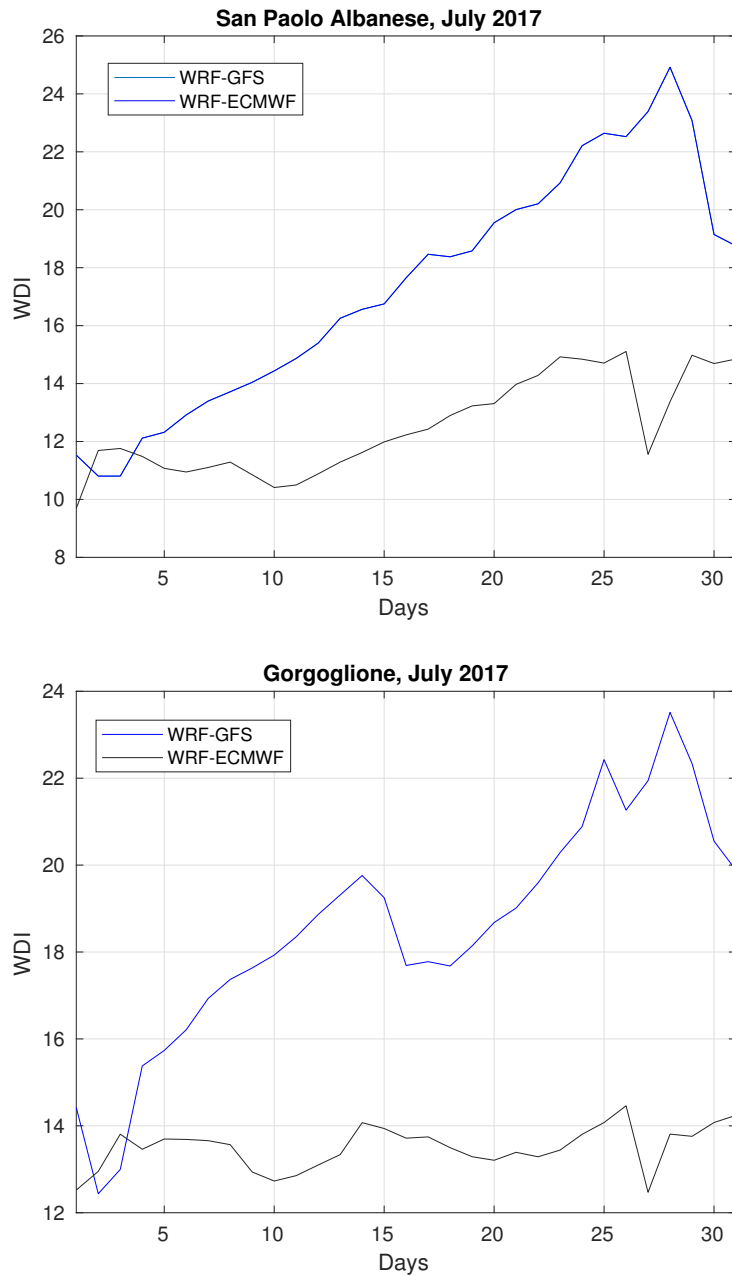 San Paolo Albanese, July 2017
26
24
22
20
18
16
14
12
10
8
WDI
WRF-GFS
WRF-ECMWF
5 10 15 20 25 30
Days
Gorgoglione, July 2017
24
22
20
18
16
14
12
WDI
WRF-GFS
WRF-ECMWF
5 10 15 20 25 30
Days